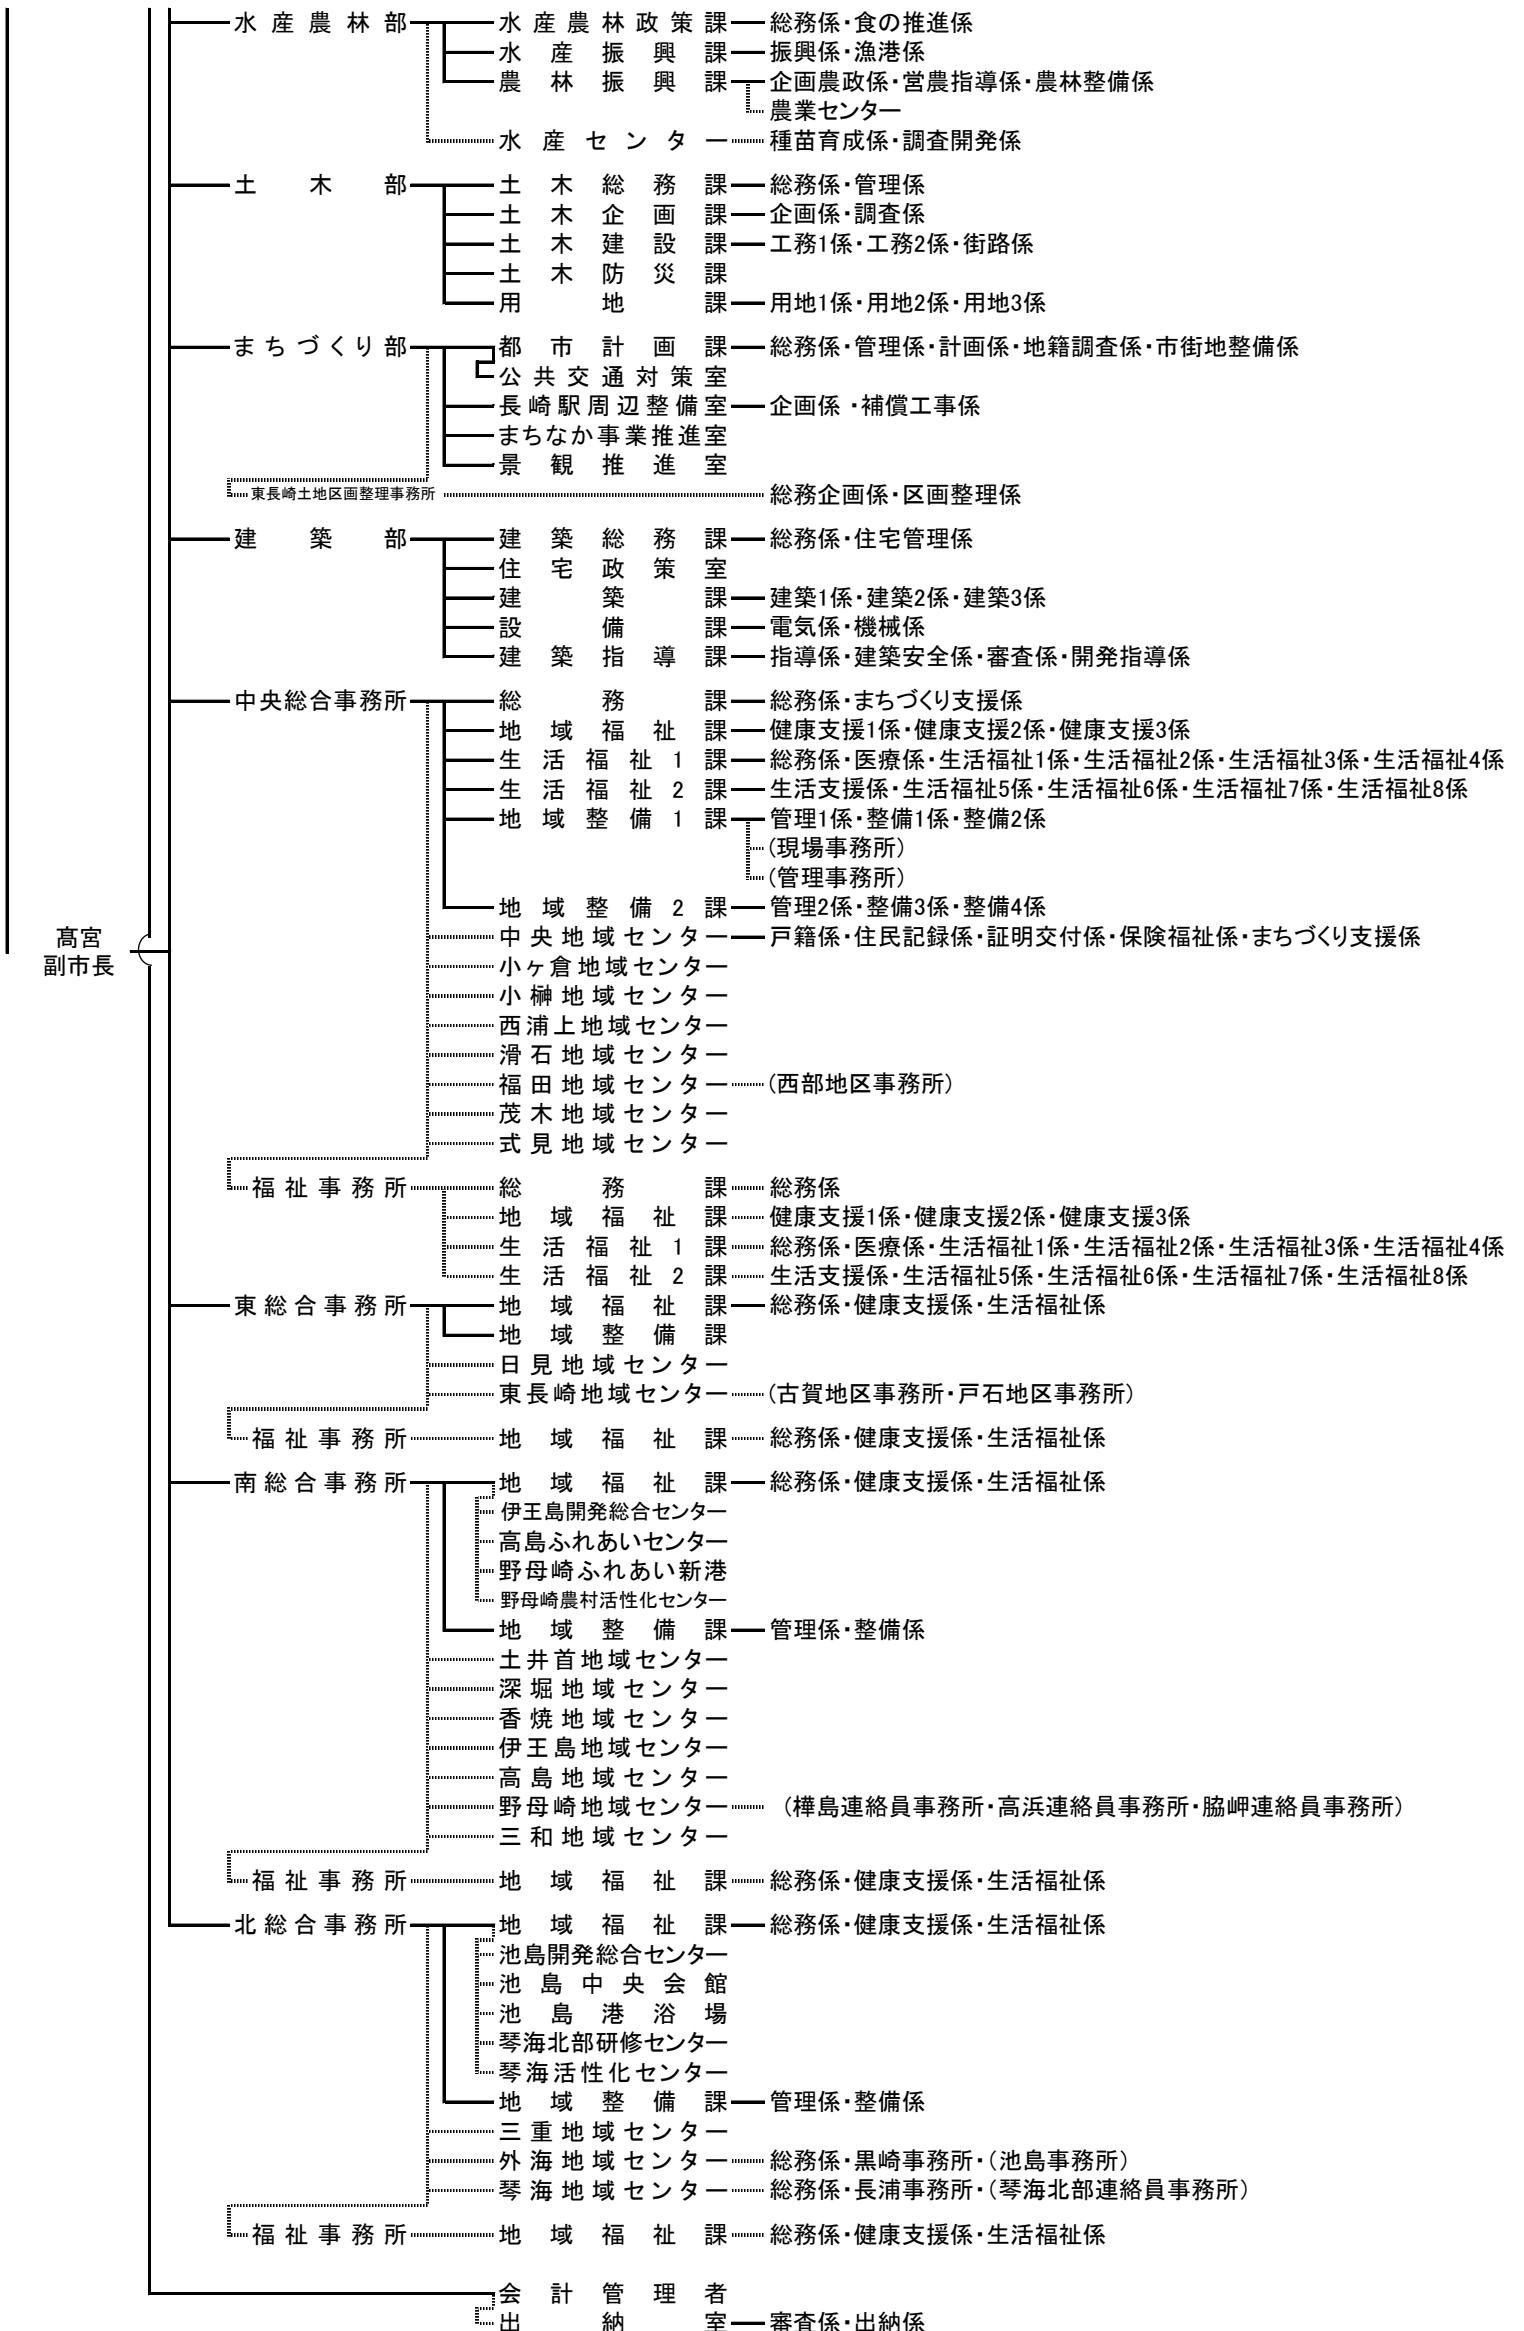 水産農林部 水産農林政策課 総務係・食の推進係
水産振興課 振興係・漁港係
農林振興課 企画農政係・営農指導係・農林整備係
農業センター
水産センター 種苗育成係・調査開発係
土木部 土木総務課 総務係・管理係
土木企画課 企画係・調査係
土木建設課 工務1係・工務2係・街路係
土木防災課
用地課 用地1係・用地2係・用地3係
まちづくり部 都市計画課 総務係・管理係・計画係・地籍調査係・市街地整備係
公共交通対策室
長崎駅周辺整備室 企画係・補償工事係
まちなか事業推進室
景観推進室
東長崎土地区画整理事務所 総務企画係・区画整理係
建築部 建築総務課 総務係・住宅管理係
住宅政策室
建築課 建築1係・建築2係・建築3係
設備課 電気係・機械係
建築指導課 指導係・建築安全係・審査係・開発指導係
中央総合事務所 総務課 総務係・まちづくり支援係
地域福祉課 健康支援1係・健康支援2係・健康支援3係
生活福祉1課 総務係・医療係・生活福祉1係・生活福祉2係・生活福祉3係・生活福祉4係
生活福祉2課 生活支援係・生活福祉5係・生活福祉6係・生活福祉7係・生活福祉8係
地域整備1課 管理1係・整備1係・整備2係
(現場事務所)
(管理事務所)
地域整備2課 管理2係・整備3係・整備4係
髙宮 中央地域センター 戸籍係・住民記録係・証明交付係・保険福祉係・まちづくり支援係
副市長 小ヶ倉地域センター
小榊地域センター
西浦上地域センター
滑石地域センター
福田地域センター (西部地区事務所)
茂木地域センター
式見地域センター
福祉事務所 総務課 総務係
地域福祉課 健康支援1係・健康支援2係・健康支援3係
生活福祉1課 総務係・医療係・生活福祉1係・生活福祉2係・生活福祉3係・生活福祉4係
生活福祉2課 生活支援係・生活福祉5係・生活福祉6係・生活福祉7係・生活福祉8係
東総合事務所 地域福祉課 総務係・健康支援係・生活福祉係
地域整備課
日見地域センター
東長崎地域センター (古賀地区事務所・戸石地区事務所)
福祉事務所 地域福祉課 総務係・健康支援係・生活福祉係
南総合事務所 地域福祉課 総務係・健康支援係・生活福祉係
伊王島開発総合センター
高島ふれあいセンター
野母崎ふれあい新港
野母崎農村活性化センター
地域整備課 管理係・整備係
土井首地域センター
深堀地域センター
香焼地域センター
伊王島地域センター
高島地域センター
野母崎地域センター (樺島連絡員事務所・高浜連絡員事務所・脇岬連絡員事務所)
三和地域センター
福祉事務所 地域福祉課 総務係・健康支援係・生活福祉係
北総合事務所 地域福祉課 総務係・健康支援係・生活福祉係
池島開発総合センター
池島中央会館
池島港浴場
琴海北部研修センター
琴海活性化センター
地域整備課 管理係・整備係
三重地域センター
外海地域センター 総務係・黒崎事務所・(池島事務所)
琴海地域センター 総務係・長浦事務所・(琴海北部連絡員事務所)
福祉事務所 地域福祉課 総務係・健康支援係・生活福祉係
会計管理者
出納室 審査係・出納係